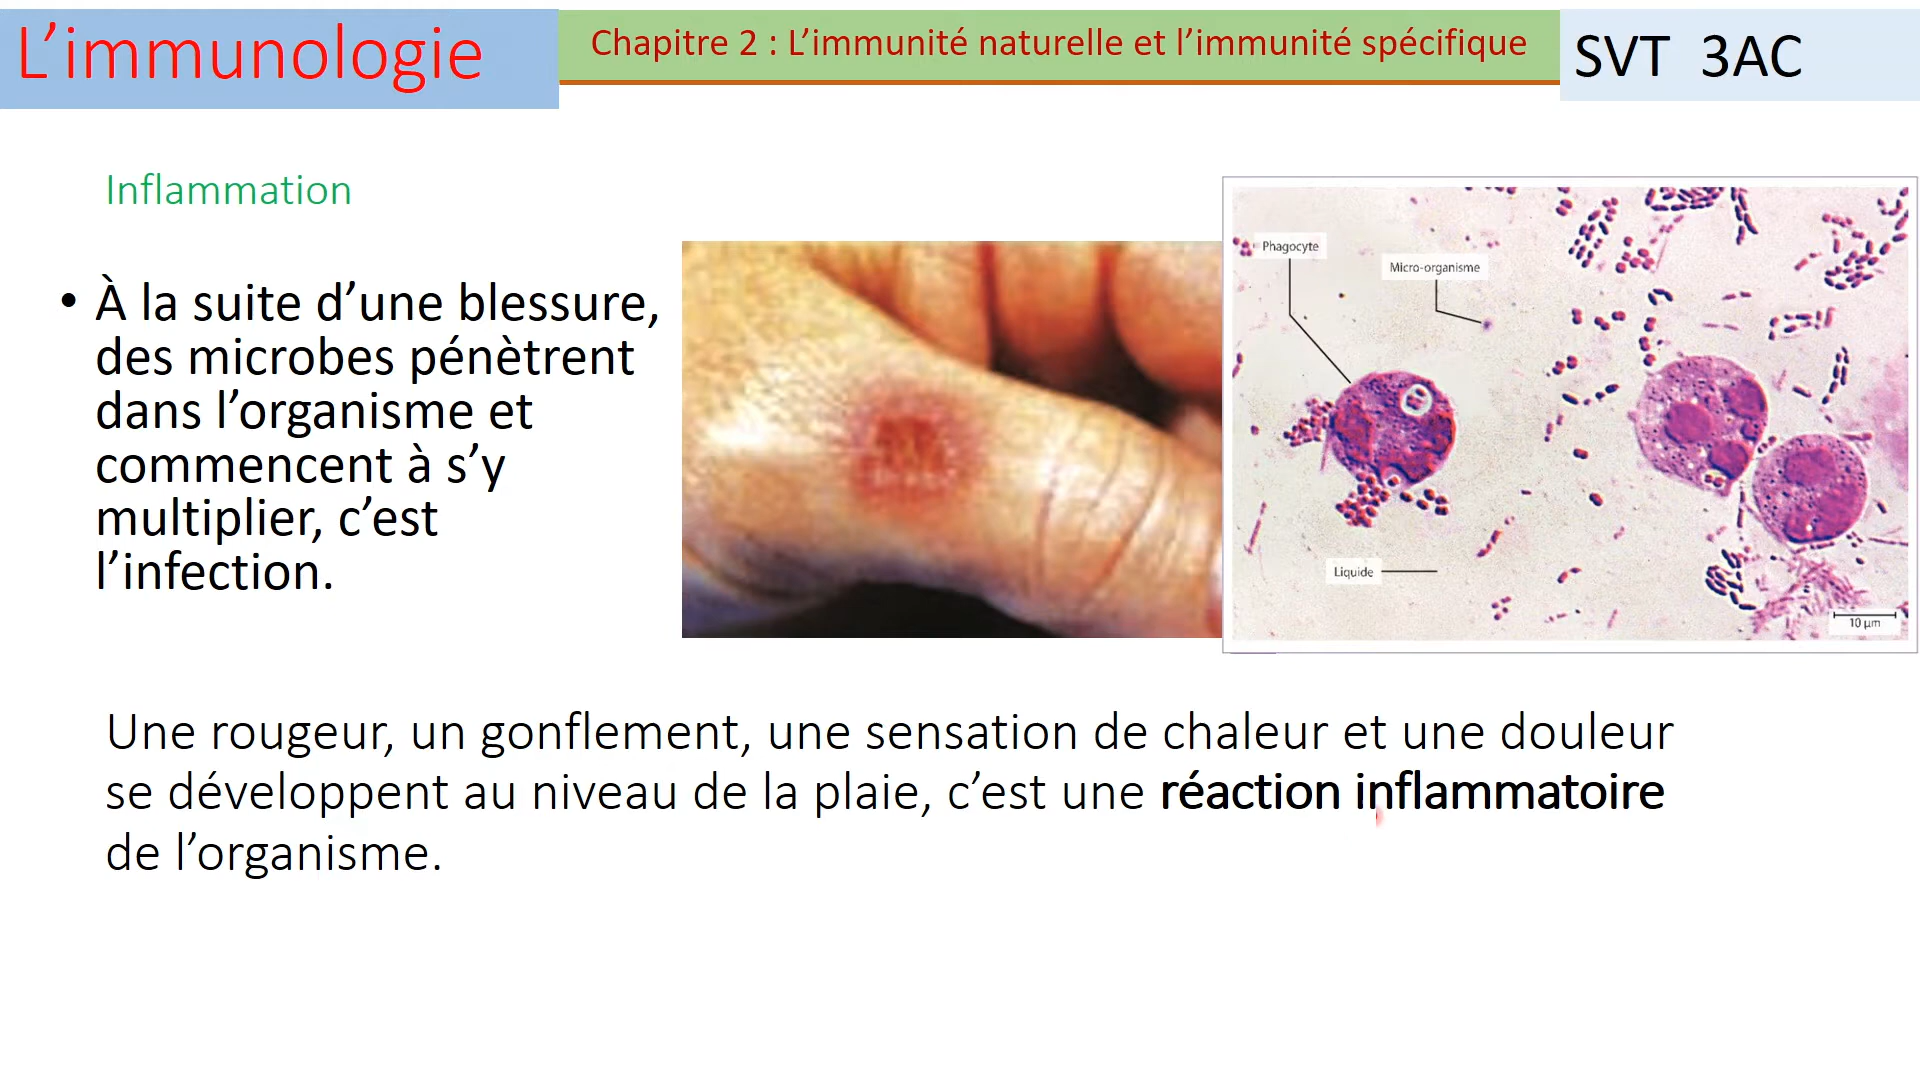 L’immunologie
Chapitre 2 : L’immunité naturelle et l’immunité spécifique
SVT 3AC
Inflammation
• À la suite d’une blessure,
des microbes pénètrent
dans l’organisme et
commencent à s’y
multiplier, c’est
l’infection.
Phagocyte
Micro-organisme
Liquide
10 µm
Une rougeur, un gonflement, une sensation de chaleur et une douleur
se développent au niveau de la plaie, c’est une réaction inflammatoire
de l’organisme.